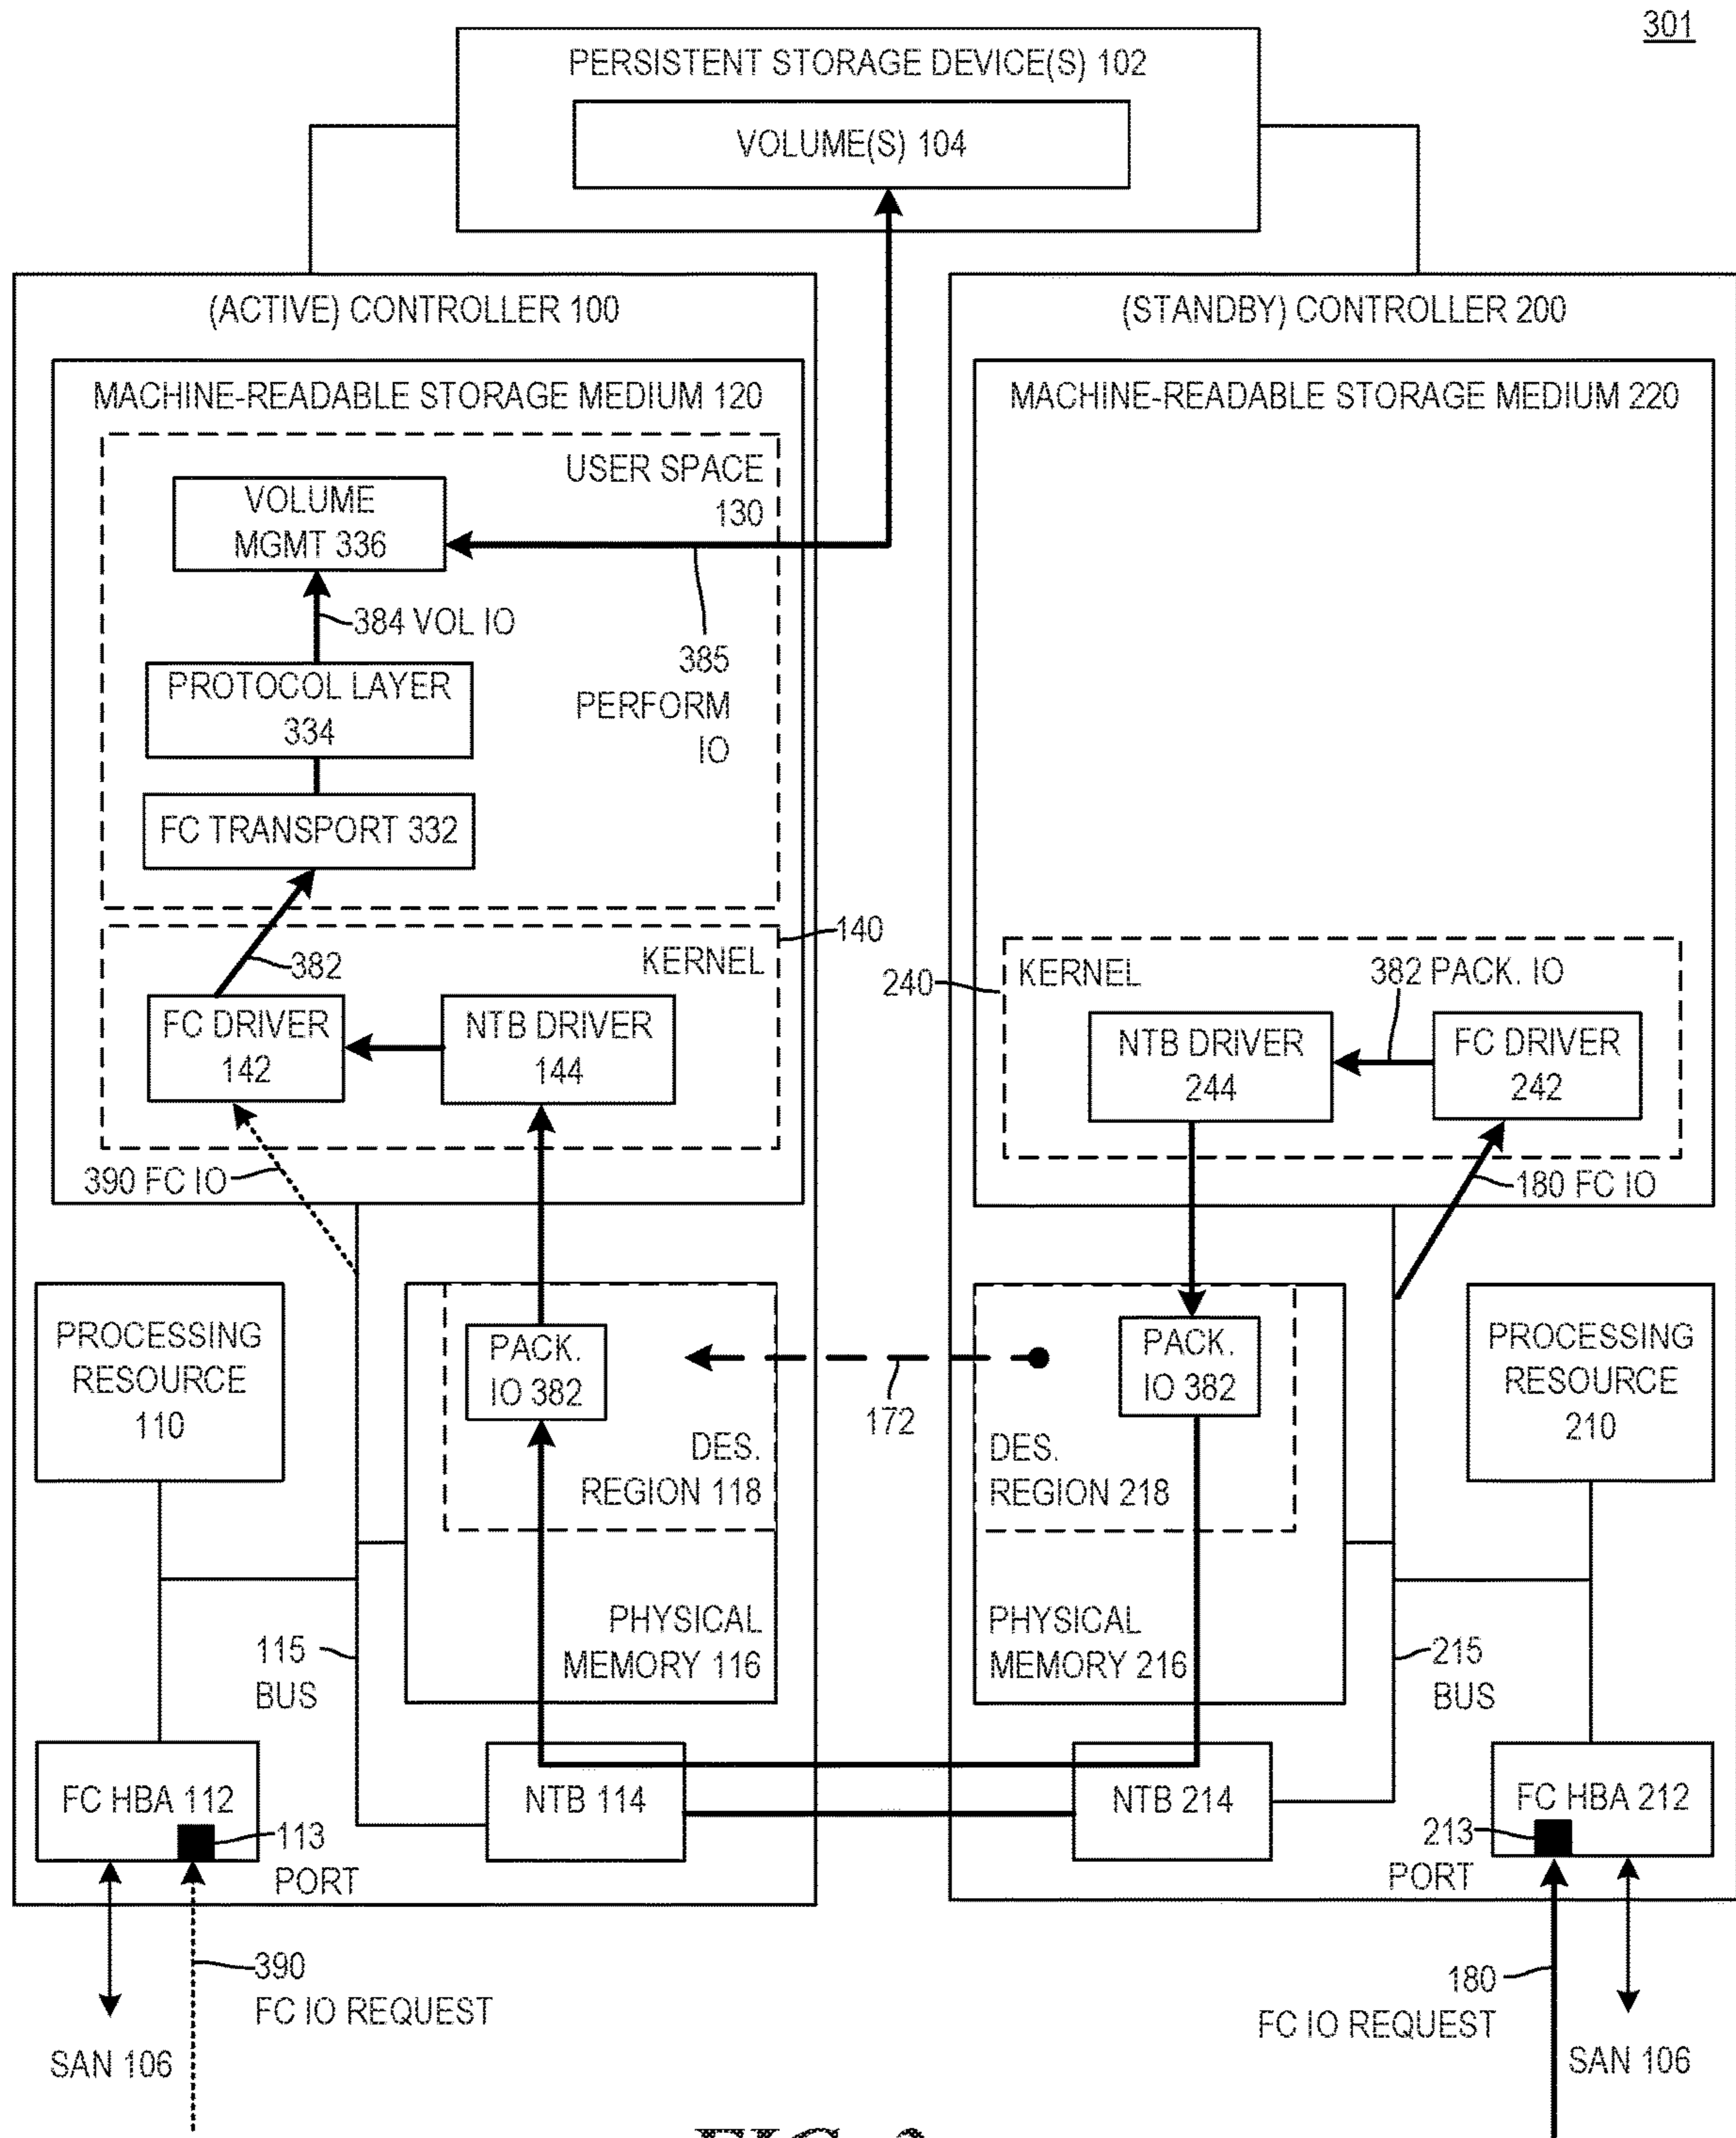 301
PERSISTENT STORAGE DEVICE(S) 102
VOLUME(S) 104
(ACTIVE) CONTROLLER 100
MACHINE-READABLE STORAGE MEDIUM 120
USER SPACE
130
VOLUME
MGMT 336
384 VOL IO
385
PERFORM
IO
PROTOCOL LAYER
334
FC TRANSPORT 332
140
382
KERNEL
FC DRIVER
142
NTB DRIVER
144
390 FC IO
PROCESSING
RESOURCE
110
PACK.
IO 382
DES.
REGION 118
172
PHYSICAL
MEMORY 116
115
BUS
FC HBA 112
113
PORT
NTB 114
390
FC IO REQUEST
SAN 106
(STANDBY) CONTROLLER 200
MACHINE-READABLE STORAGE MEDIUM 220
240
KERNEL
382 PACK. IO
NTB DRIVER
244
FC DRIVER
242
180 FC IO
PACK.
IO 382
DES.
REGION 218
PROCESSING
RESOURCE
210
PHYSICAL
MEMORY 216
215
BUS
NTB 214
FC HBA 212
213
PORT
180
FC IO REQUEST
SAN 106